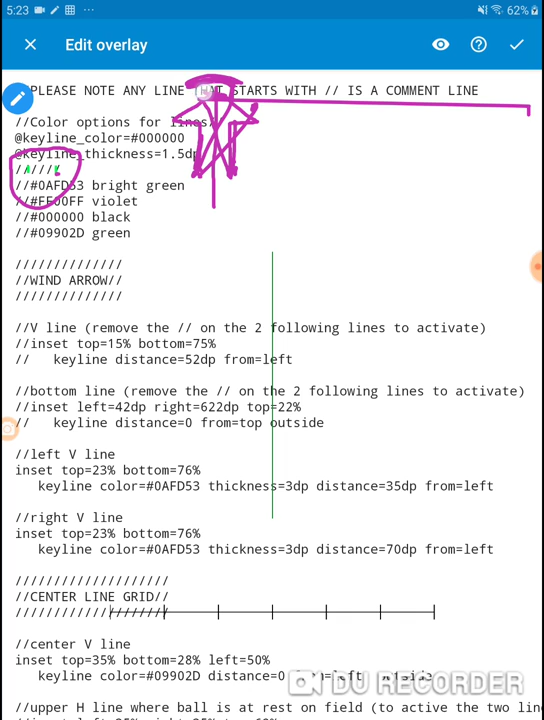 5:23
62%
Edit overlay
PLEASE NOTE ANY LINE THAT STARTS WITH // IS A COMMENT LINE
//Color options for lines/
@keyline_color=#000000
@keyline_thickness=1.5dp
//#0AFD53 bright green
//#FF00FF violet
//#000000 black
//#09902D green
//////////////
//WIND ARROW//
//////////////
//V line (remove the // on the 2 following lines to activate)
//inset top=15% bottom=75%
//   keyline distance=52dp from=left
//bottom line (remove the // on the 2 following lines to activate)
//inset left=42dp right=622dp top=22%
//   keyline distance=0 from=top outside
//left V line
inset top=23% bottom=76%
   keyline color=#0AFD53 thickness=3dp distance=35dp from=left
//right V line
inset top=23% bottom=76%
   keyline color=#0AFD53 thickness=3dp distance=70dp from=left
////////////////////
//CENTER LINE GRID//
////////////////////
//center V line
inset top=35% bottom=28% left=50%
   keyline color=#09902D distance=0 from=left outside
DU RECORDER
//upper H line where ball is at rest on field (to active the two line